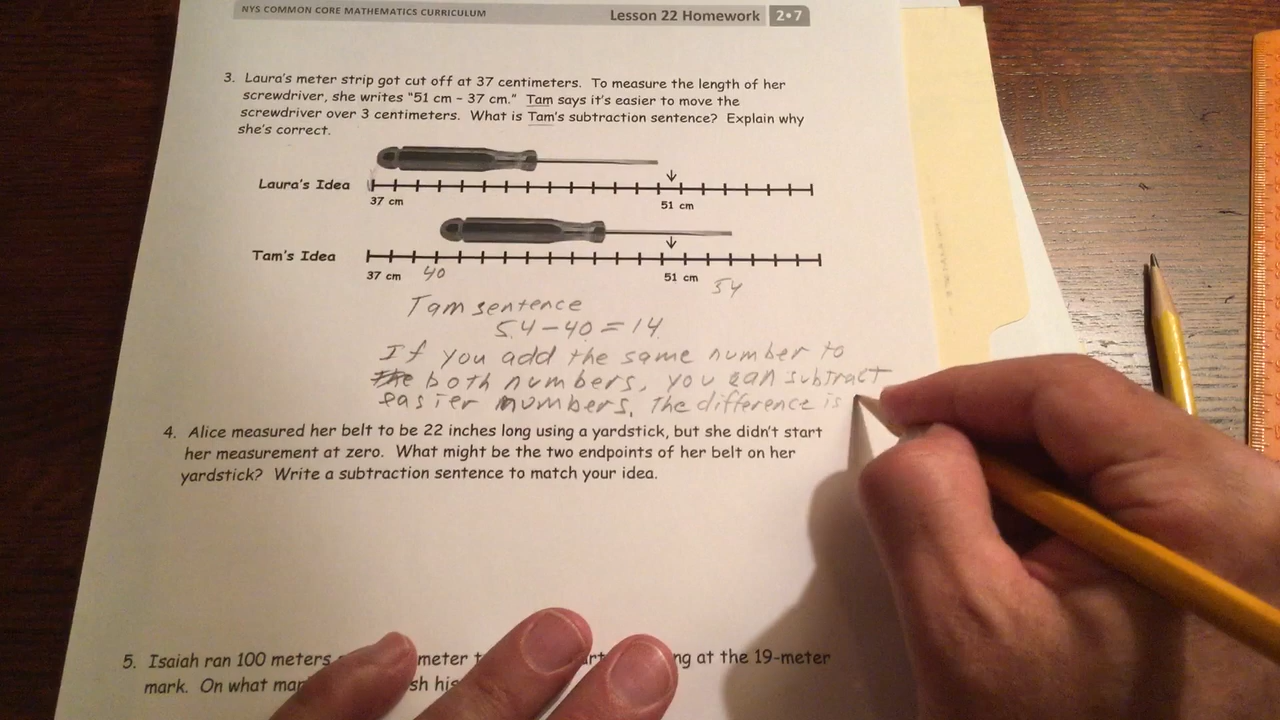 NYS COMMON CORE MATHEMATICS CURRICULUM Lesson 22 Homework 2•7
3. Laura's meter strip got cut off at 37 centimeters. To measure the length of her
screwdriver, she writes "51 cm – 37 cm." Tam says it's easier to move the
screwdriver over 3 centimeters. What is Tam's subtraction sentence? Explain why
she's correct.
Laura's Idea
37 cm 51 cm
Tam's Idea
37 cm 40 51 cm 54
Tam sentence
54-40=14
If you add the same number to
the both numbers, you can subtract
easier numbers. The difference is
4. Alice measured her belt to be 22 inches long using a yardstick, but she didn't start
her measurement at zero. What might be the two endpoints of her belt on her
yardstick? Write a subtraction sentence to match your idea.
5. Isaiah ran 100 meters meter at the 19-meter
mark. On what his